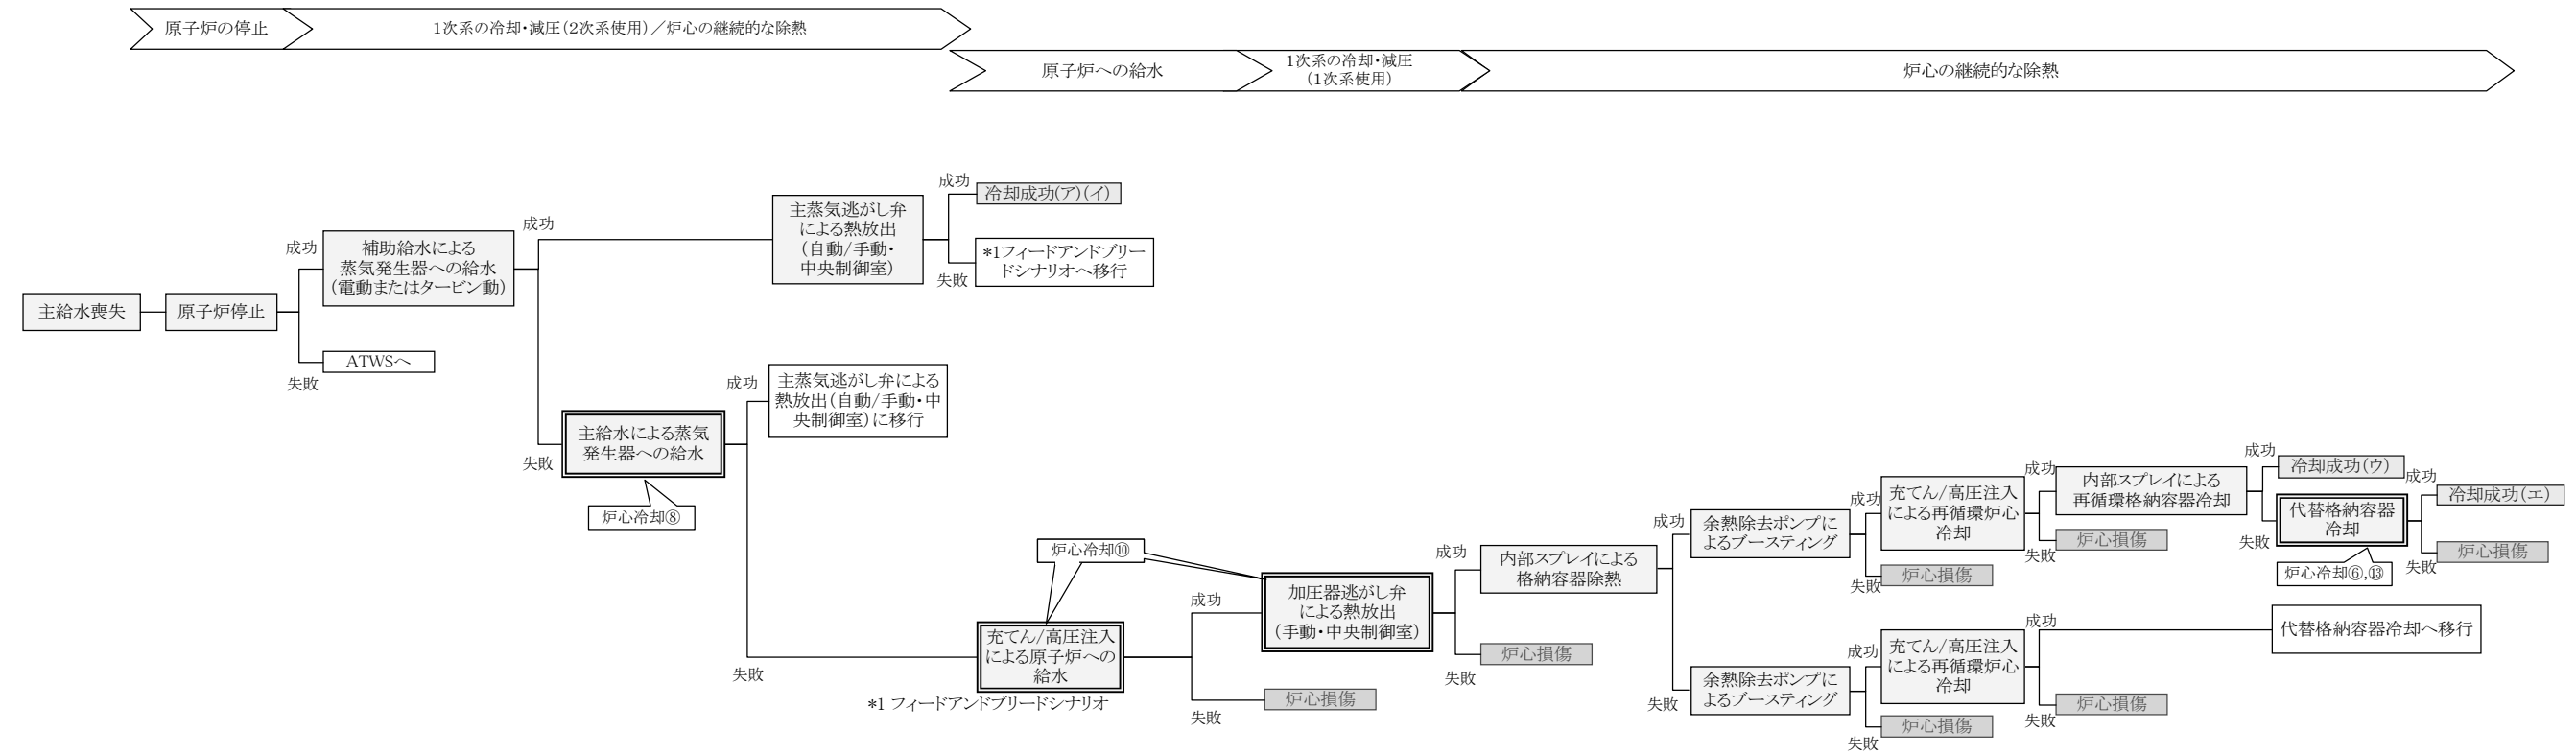 原子炉の停止
1次系の冷却・減圧(2次系使用)／炉心の継続的な除熱
原子炉への給水
1次系の冷却・減圧
(1次系使用)
炉心の継続的な除熱
主給水喪失
原子炉停止
成功
失敗
補助給水による
蒸気発生器への給水
(電動またはタービン動)
ATWSへ
成功
失敗
主蒸気逃がし弁
による熱放出
(自動/手動・
中央制御室)
成功
冷却成功(ア)(イ)
失敗
*1フィードアンドブリー
ドシナリオへ移行
主給水による蒸気
発生器への給水
炉心冷却⑧
成功
主蒸気逃がし弁による
熱放出(自動/手動・中
央制御室)に移行
失敗
炉心冷却⑩
充てん/高圧注入
による原子炉への
給水
*1 フィードアンドブリードシナリオ
成功
失敗
加圧器逃がし弁
による熱放出
(手動・中央制御室)
炉心損傷
成功
失敗
内部スプレイによる
格納容器除熱
炉心損傷
成功
失敗
余熱除去ポンプに
よるブースティング
成功
失敗
充てん/高圧注入
による再循環炉心
冷却
炉心損傷
成功
失敗
内部スプレイによる
再循環格納容器冷却
炉心損傷
成功
冷却成功(ウ)
失敗
代替格納容器
冷却
炉心冷却⑥,⑬
成功
冷却成功(エ)
失敗
炉心損傷
余熱除去ポンプに
よるブースティング
成功
失敗
充てん/高圧注入
による再循環炉心
冷却
炉心損傷
成功
代替格納容器冷却へ移行
失敗
炉心損傷